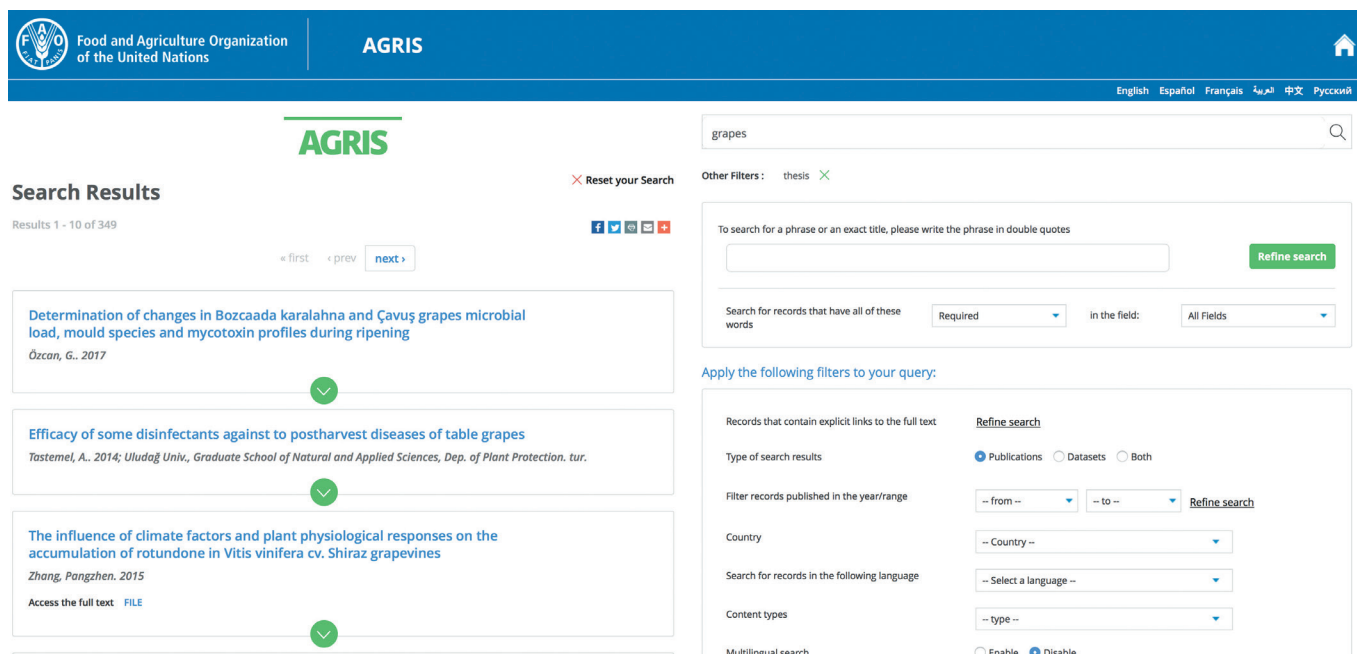 Food and Agriculture Organization
of the United Nations
AGRIS
English Español Français العربية 中文 Русский
AGRIS
Search Results
Reset your Search
Results 1 - 10 of 349
« first ‹ prev next ›
Determination of changes in Bozcaada karalahna and Çavuş grapes microbial
load, mould species and mycotoxin profiles during ripening
Özcan, G.. 2017
Efficacy of some disinfectants against to postharvest diseases of table grapes
Tastemel, A.. 2014; Uludağ Univ., Graduate School of Natural and Applied Sciences, Dep. of Plant Protection. tur.
The influence of climate factors and plant physiological responses on the
accumulation of rotundone in Vitis vinifera cv. Shiraz grapevines
Zhang, Pangzhen. 2015
Access the full text FILE
grapes
Other Filters : thesis
To search for a phrase or an exact title, please write the phrase in double quotes
Refine search
Search for records that have all of these
words
Required
in the field:
All Fields
Apply the following filters to your query:
Records that contain explicit links to the full text Refine search
Type of search results Publications Datasets Both
Filter records published in the year/range -- from -- -- to -- Refine search
Country -- Country --
Search for records in the following language -- Select a language --
Content types -- type --
Multilingual search Enable Disable